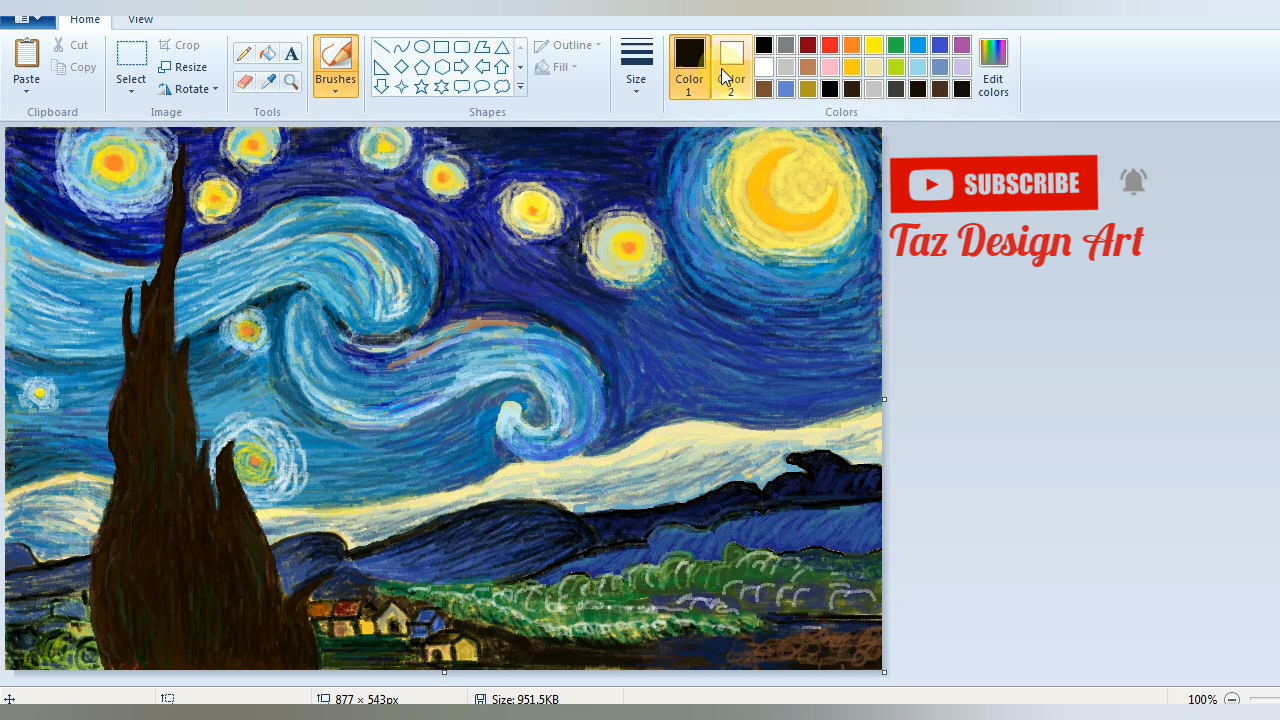 Home
View
Paste
Cut
Copy
Clipboard
Select
Crop
Resize
Rotate
Image
A
Tools
Brushes
Shapes
Outline
Fill
Size
Color
1
2
Colors
Edit
colors
SUBSCRIBE
Taz Design Art
877 × 543px
Size: 951.5KB
100%